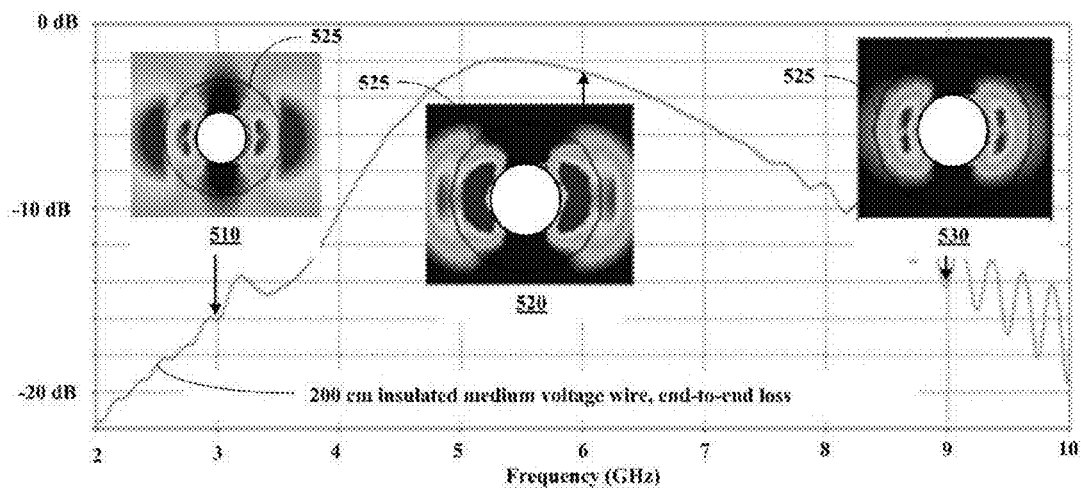 0 dB
525
525
525
-10 dB
510
520
530
-20 dB
200 cm insulated medium voltage wire, end-to-end loss
2 3 4 5 6 7 8 9 10
Frequency (GHz)